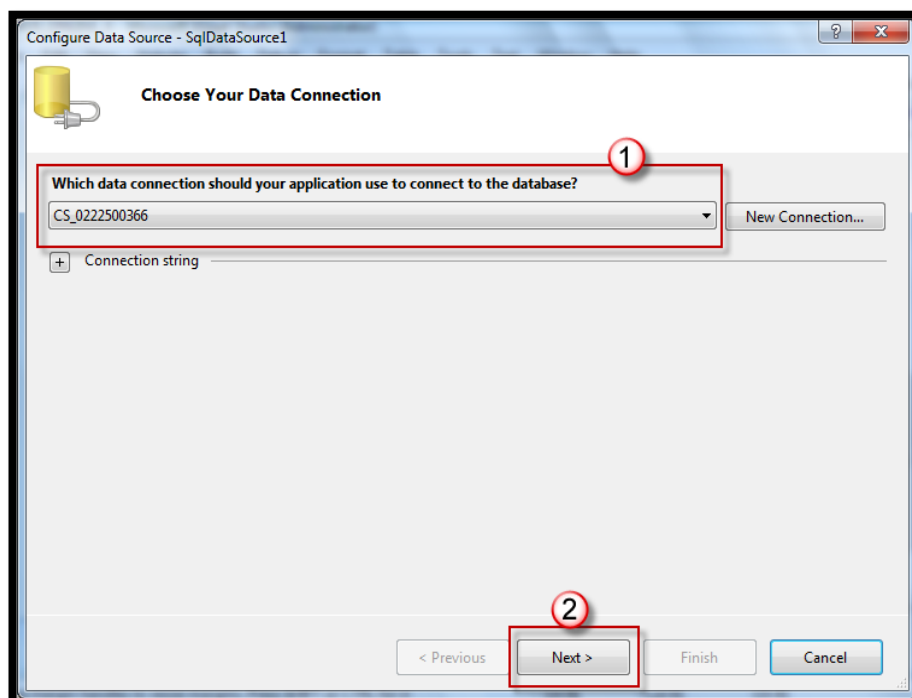 Configure Data Source - SqlDataSource1
Choose Your Data Connection
1
Which data connection should your application use to connect to the database?
CS_0222500366
New Connection...
+ Connection string
2
< Previous
Next >
Finish
Cancel